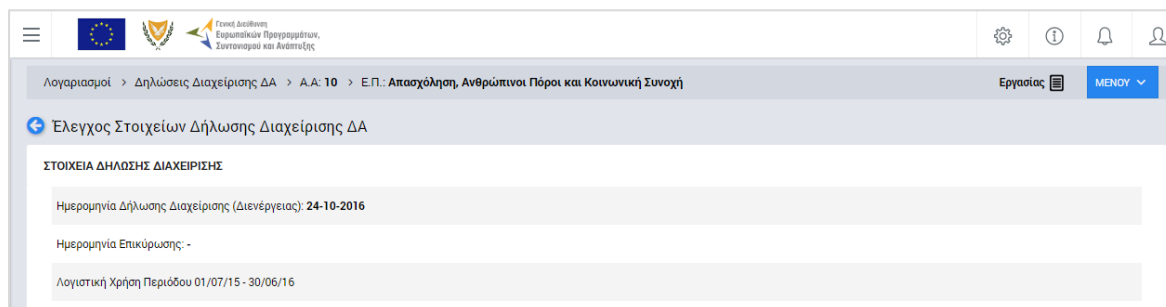 Γενική Διεύθυνση
Ευρωπαϊκών Προγραμμάτων,
Συντονισμού και Ανάπτυξης
Λογαριασμοί > Δηλώσεις Διαχείρισης ΔΑ > Α.Α: 10 > Ε.Π.: Απασχόληση, Ανθρώπινοι Πόροι και Κοινωνική Συνοχή Εργασίας ΜΕΝΟΥ
Έλεγχος Στοιχείων Δήλωσης Διαχείρισης ΔΑ
ΣΤΟΙΧΕΙΑ ΔΗΛΩΣΗΣ ΔΙΑΧΕΙΡΙΣΗΣ
Ημερομηνία Δήλωσης Διαχείρισης (Διενέργειας): 24-10-2016
Ημερομηνία Επικύρωσης: -
Λογιστική Χρήση Περιόδου 01/07/15 - 30/06/16